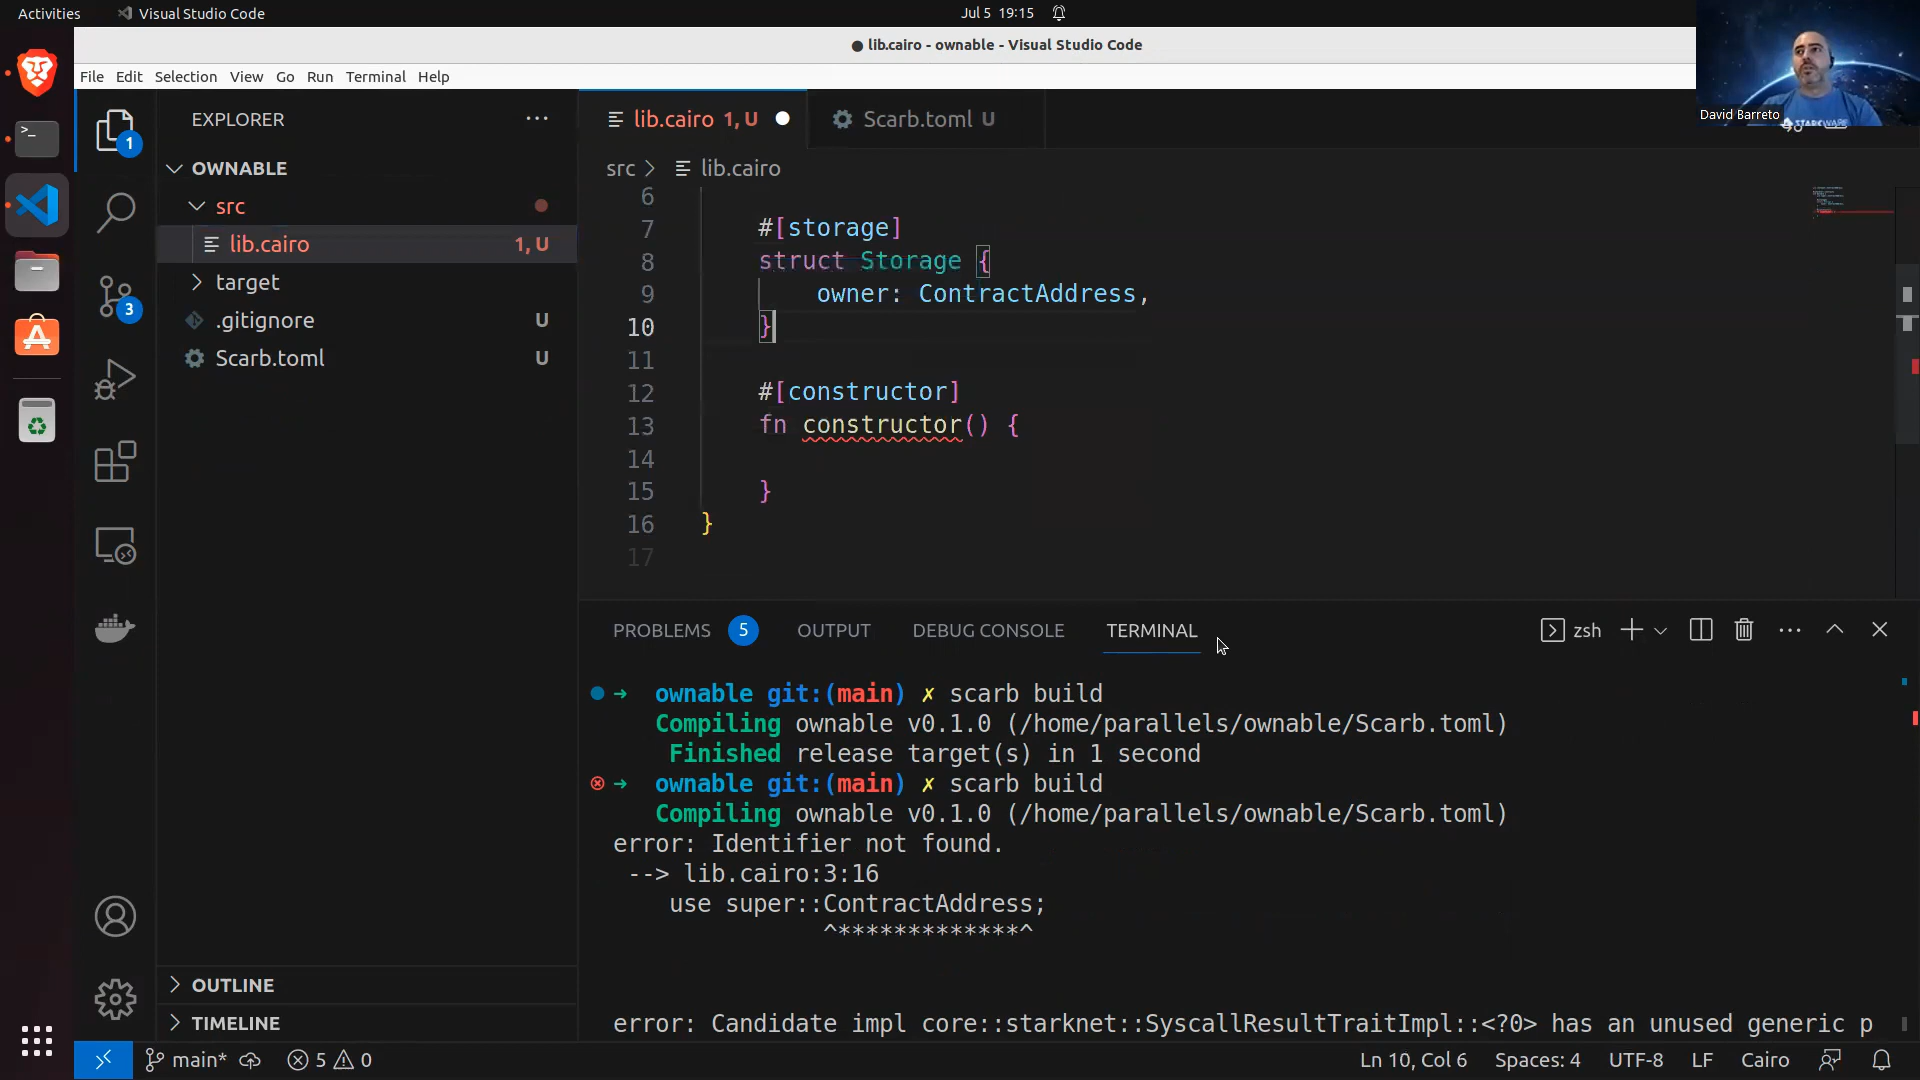 Activities
Visual Studio Code
Jul 5 19:15
lib.cairo - ownable - Visual Studio Code
File Edit Selection View Go Run Terminal Help
David Barreto
EXPLORER
OWNABLE
src
lib.cairo 1, U
target
.gitignore U
Scarb.toml U
OUTLINE
TIMELINE
1
3
lib.cairo 1, U
Scarb.toml U
src > lib.cairo
6
7 #[storage]
8 struct Storage {
9 owner: ContractAddress,
10 }
11
12 #[constructor]
13 fn constructor() {
14
15 }
16 }
17
PROBLEMS 5 OUTPUT DEBUG CONSOLE TERMINAL
zsh
ownable git:(main) ✗ scarb build
Compiling ownable v0.1.0 (/home/parallels/ownable/Scarb.toml)
Finished release target(s) in 1 second
ownable git:(main) ✗ scarb build
Compiling ownable v0.1.0 (/home/parallels/ownable/Scarb.toml)
error: Identifier not found.
--> lib.cairo:3:16
use super::ContractAddress;
^*************^
error: Candidate impl core::starknet::SyscallResultTraitImpl::<?0> has an unused generic p
main*
5 0
Ln 10, Col 6
Spaces: 4
UTF-8
LF
Cairo